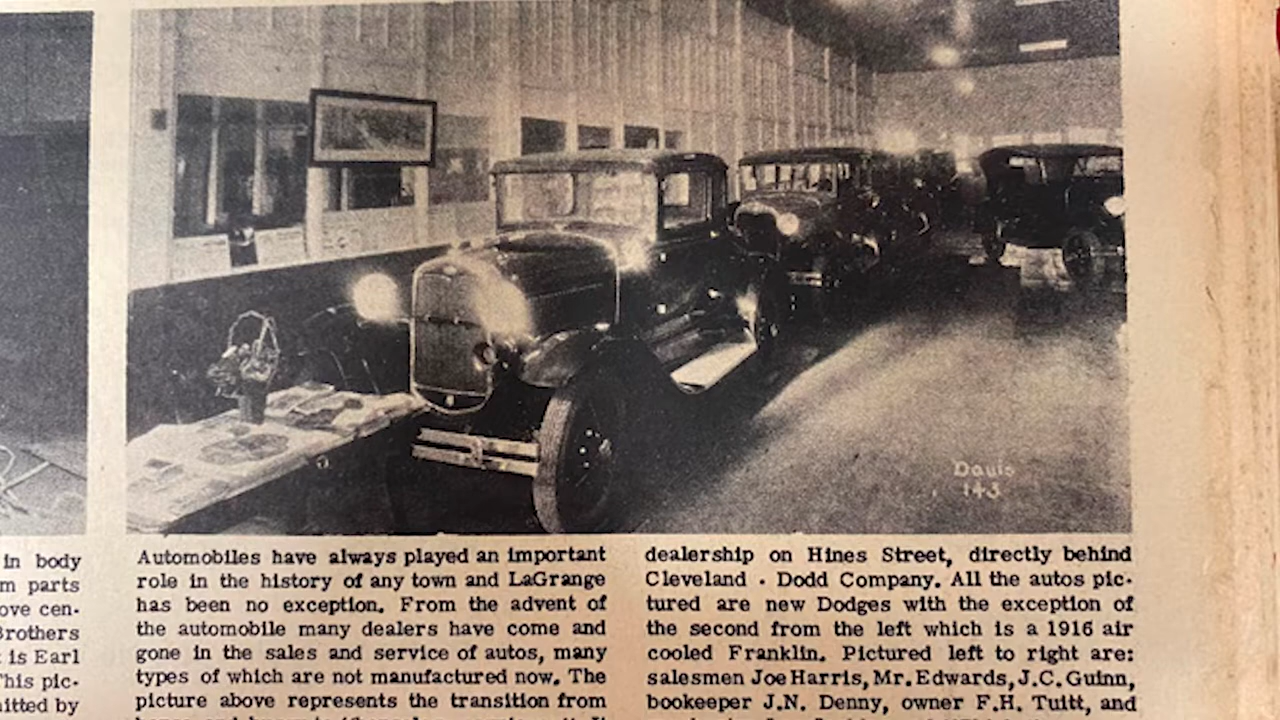 Davis
143
in body
m parts
ove cen-
Brothers
is Earl
This pic-
mitted by
Automobiles have always played an important
role in the history of any town and LaGrange
has been no exception. From the advent of
the automobile many dealers have come and
gone in the sales and service of autos, many
types of which are not manufactured now. The
picture above represents the transition from
dealership on Hines Street, directly behind
Cleveland - Dodd Company. All the autos pic-
tured are new Dodges with the exception of
the second from the left which is a 1916 air
cooled Franklin. Pictured left to right are:
salesmen Joe Harris, Mr. Edwards, J.C. Guinn,
bookeeper J.N. Denny, owner F.H. Tuitt, and